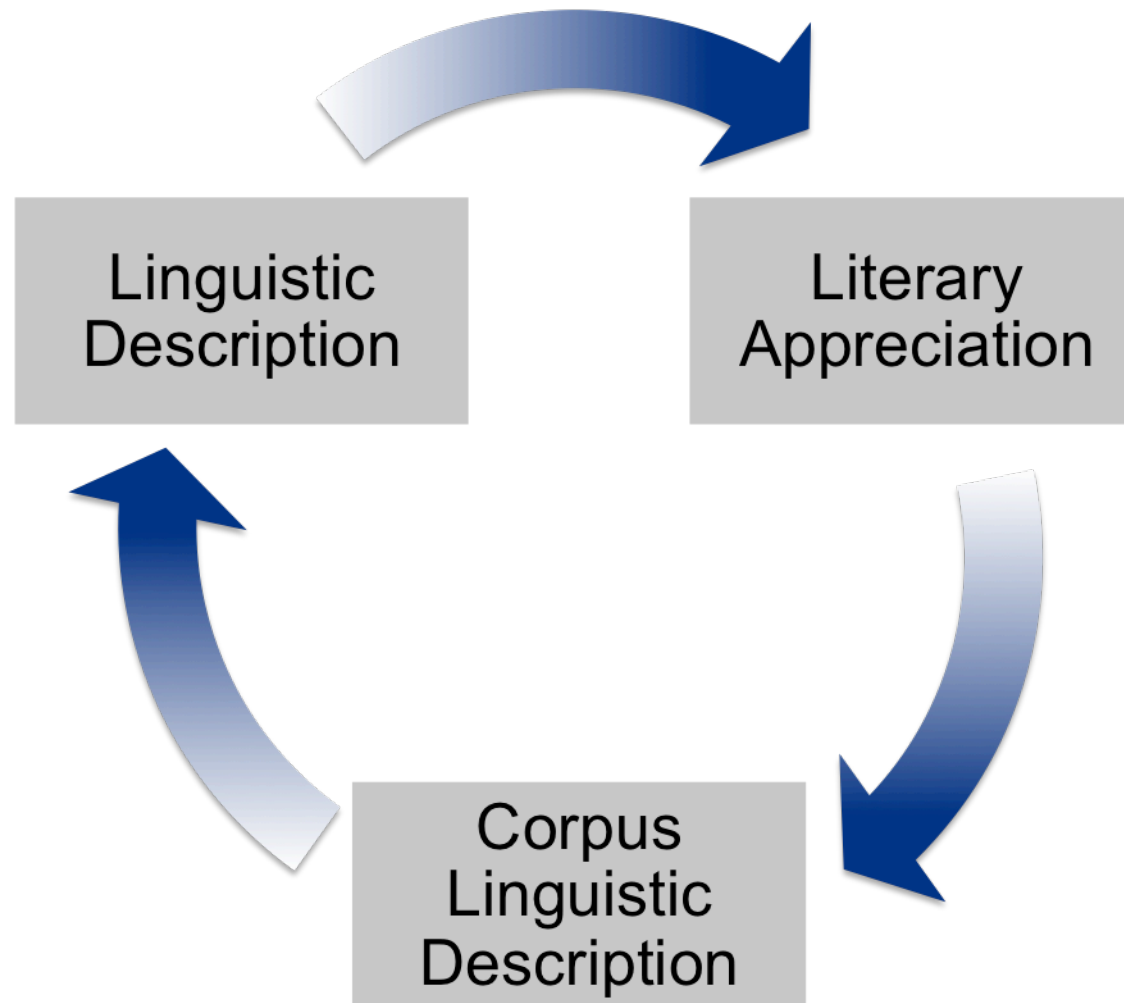 Linguistic
Description
Literary
Appreciation
Corpus
Linguistic
Description